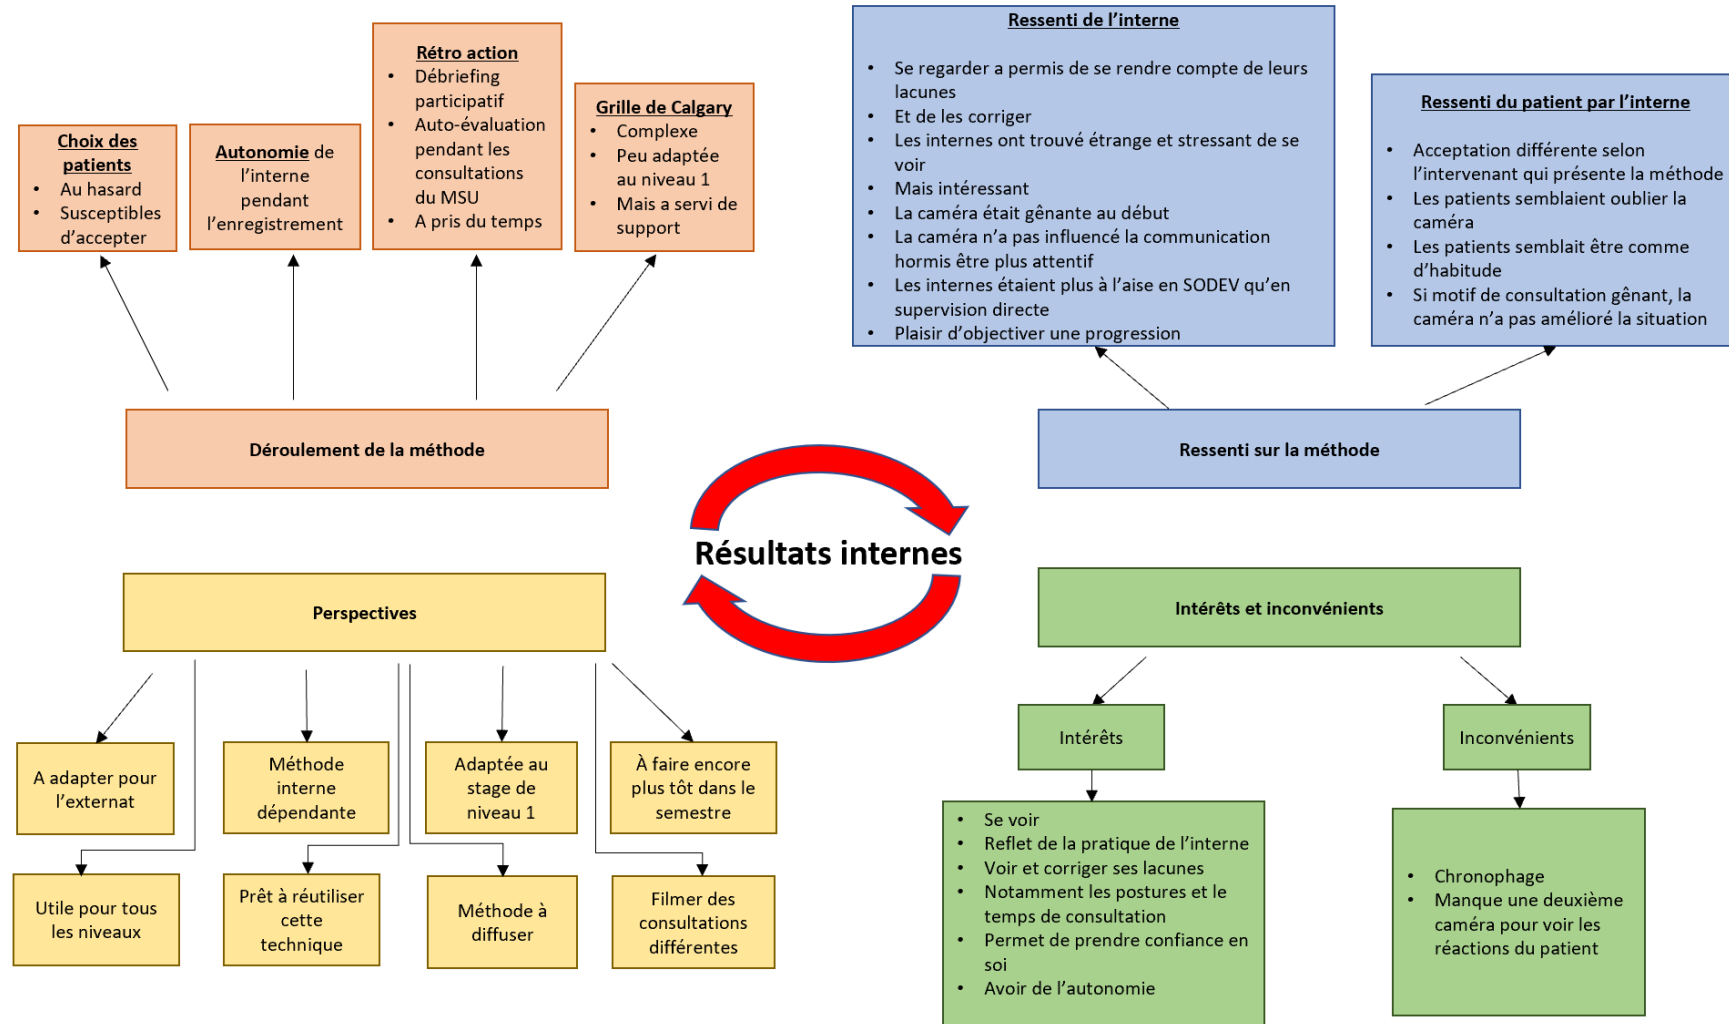 Choix des
patients
• Au hasard
• Susceptibles
d’accepter
Autonomie de
l’interne
pendant
l’enregistrement
Rétro action
• Débriefing
participatif
• Auto-évaluation
pendant les
consultations
du MSU
• A pris du temps
Grille de Calgary
• Complexe
• Peu adaptée
au niveau 1
• Mais a servi de
support
Déroulement de la méthode
Ressenti de l’interne
• Se regarder a permis de se rendre compte de leurs
lacunes
• Et de les corriger
• Les internes ont trouvé étrange et stressant de se
voir
• Mais intéressant
• La caméra était gênante au début
• La caméra n’a pas influencé la communication
hormis être plus attentif
• Les internes étaient plus à l’aise en SODEV qu’en
supervision directe
• Plaisir d’objectiver une progression
Ressenti du patient par l’interne
• Acceptation différente selon
l’intervenant qui présente la méthode
• Les patients semblaient oublier la
caméra
• Les patients semblait être comme
d’habitude
• Si motif de consultation gênant, la
caméra n’a pas amélioré la situation
Ressenti sur la méthode
Résultats internes
Perspectives
A adapter pour
l’externat
Méthode
interne
dépendante
Adaptée au
stage de
niveau 1
À faire encore
plus tôt dans le
semestre
Utile pour tous
les niveaux
Prêt à réutiliser
cette
technique
Méthode à
diffuser
Filmer des
consultations
différentes
Intérêts et inconvénients
Intérêts
• Se voir
• Reflet de la pratique de l’interne
• Voir et corriger ses lacunes
• Notamment les postures et le
temps de consultation
• Permet de prendre confiance en
soi
• Avoir de l’autonomie
Inconvénients
• Chronophage
• Manque une deuxième
caméra pour voir les
réactions du patient